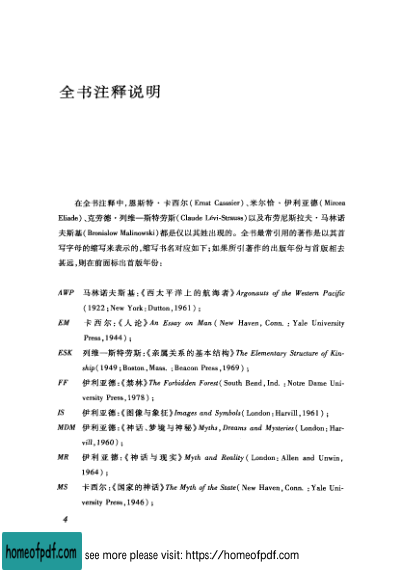 全书注释说明
在全书注释中,恩斯特·卡西尔(Ernst Cassirer)、米尔恰·伊利亚德(Mircea
Eliade)、克劳德·列维—斯特劳斯(Claude Lévi-Strauss)以及布劳尼斯拉夫·马林诺
夫斯基(Bronislaw Malinowski)都是仅以其姓出现的。全书最常引用的著作是以其首
写字母的缩写来表示的,缩写书名对应如下;如果所引著作的出版年份与首版相去
甚远,则在前面标出首版年份:
AWP 马林诺夫斯基:《西太平洋上的航海者》Argonauts of the Western Pacific
(1922; New York: Dutton, 1961);
EM 卡西尔:《人论》An Essay on Man (New Haven, Conn. : Yale University
Press, 1944);
ESK 列维—斯特劳斯:《亲属关系的基本结构》The Elementary Structure of Kin-
ship(1949; Boston, Mass. : Beacon Press, 1969);
FF 伊利亚德:《禁林》The Forbidden Forest(South Bend, Ind. : Notre Dame Uni-
versity Press, 1978);
IS 伊利亚德:《图像与象征》Images and Symbols(London: Harvill, 1961);
MDM 伊利亚德:《神话、梦境与神秘》Myths, Dreams and Mysteries(London: Har-
vill, 1960);
MR 伊利亚德:《神话与现实》Myth and Reality(London: Allen and Unwin,
1964);
MS 卡西尔:《国家的神话》The Myth of the State(New Haven, Conn. : Yale Uni-
versity Press, 1946);
4
homeofpdf.com see more please visit: https://homeofpdf.com